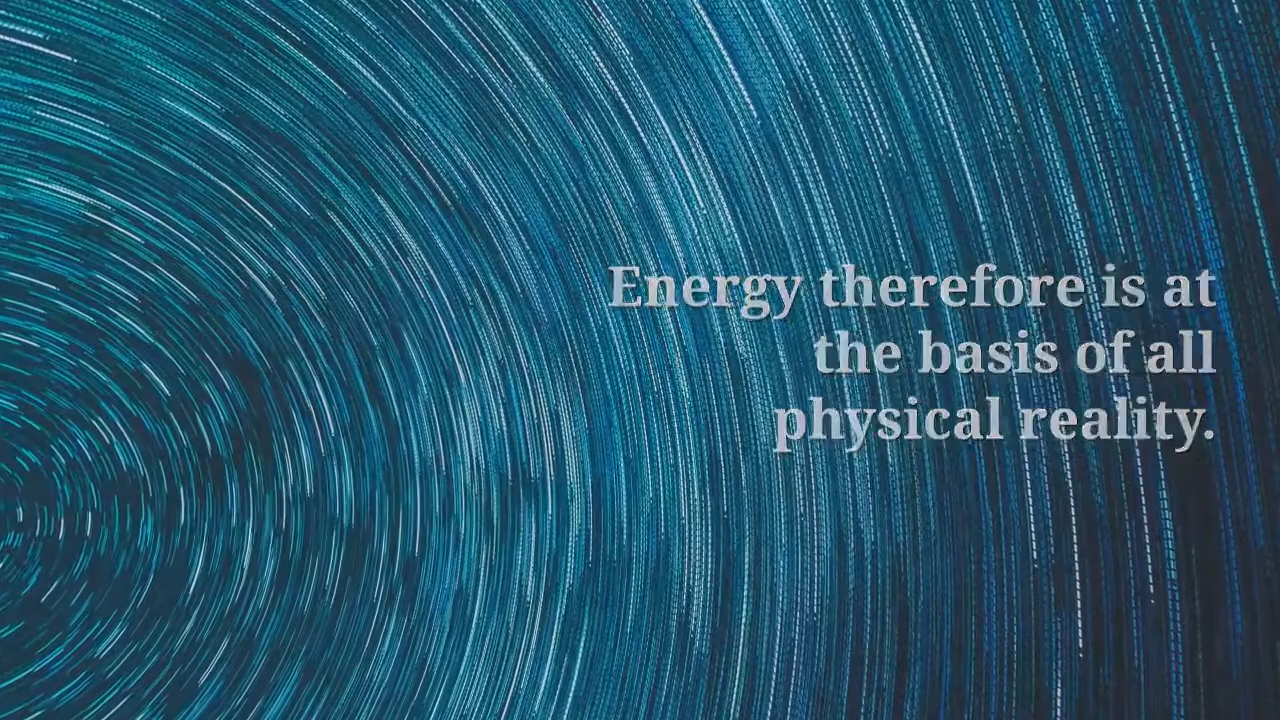 Energy therefore is at
the basis of all
physical reality.